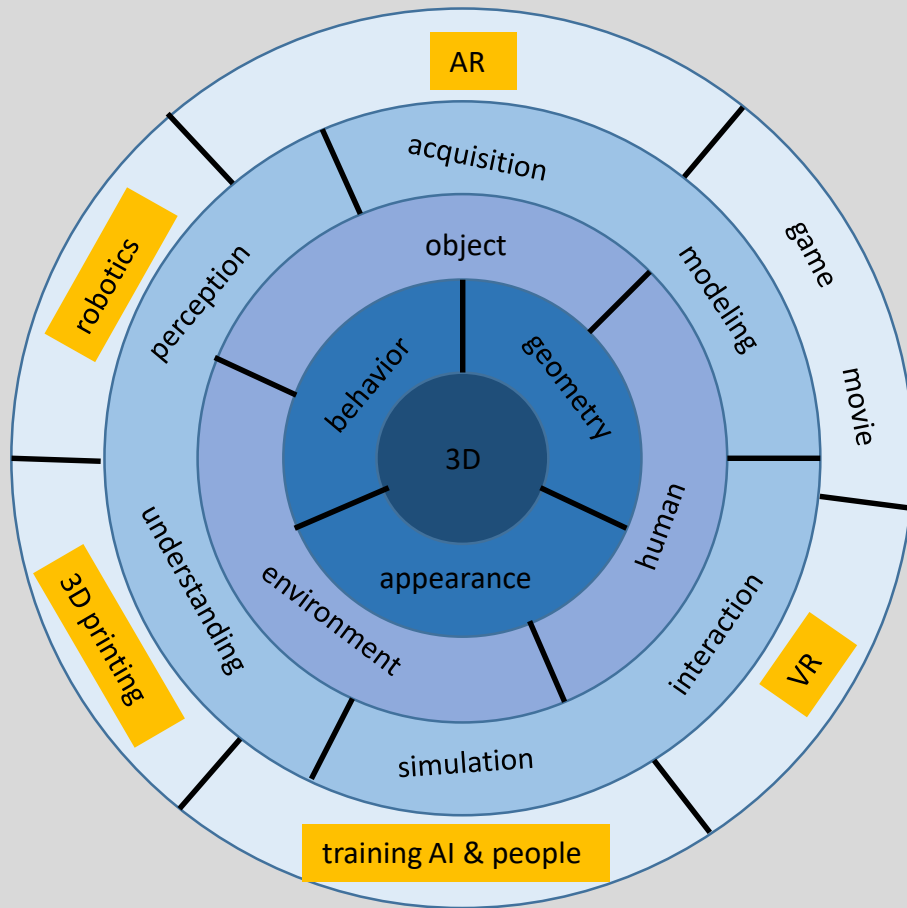 AR
acquisition
object
game
modeling
robotics
perception
behavior
geometry
movie
3D
human
understanding
environment
appearance
interaction
3D printing
VR
simulation
training AI & people